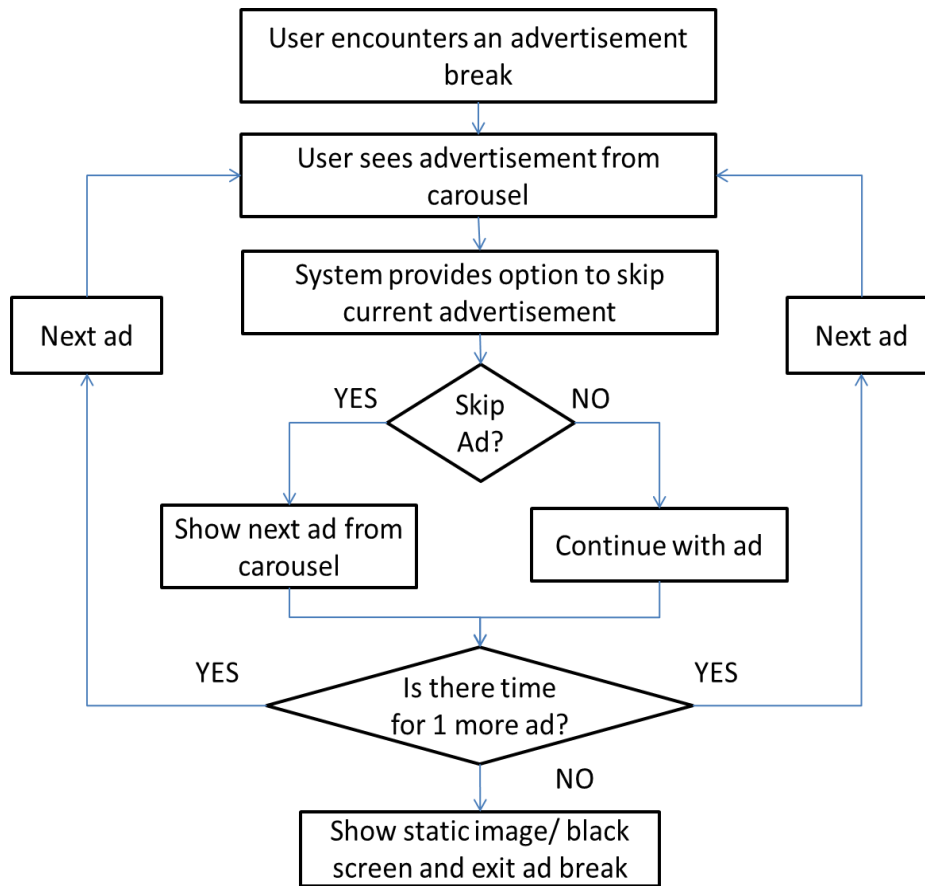 User encounters an advertisement
break
User sees advertisement from
carousel
System provides option to skip
current advertisement
Next ad
Next ad
YES
Skip
Ad?
NO
Show next ad from
carousel
Continue with ad
YES
Is there time
for 1 more ad?
YES
NO
Show static image/ black
screen and exit ad break